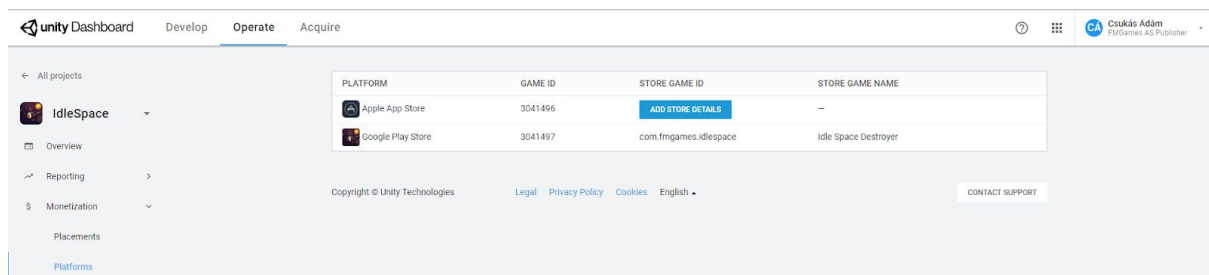 unity Dashboard Develop Operate Acquire
CÁ Csukás Ádám
FMGames AS Publisher
← All projects
IdleSpace
Overview
Reporting
$ Monetization
Placements
Platforms
PLATFORM GAME ID STORE GAME ID STORE GAME NAME
Apple App Store 3041496 ADD STORE DETAILS –
Google Play Store 3041497 com.fmgames.idlespace Idle Space Destroyer
Copyright © Unity Technologies Legal Privacy Policy Cookies English CONTACT SUPPORT